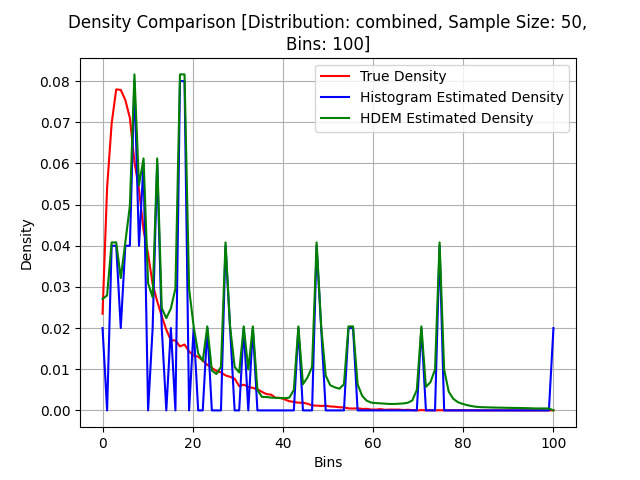 Density Comparison [Distribution: combined, Sample Size: 50,
Bins: 100]
True Density
Histogram Estimated Density
HDEM Estimated Density
Density
0.08
0.07
0.06
0.05
0.04
0.03
0.02
0.01
0.00
0 20 40 60 80 100
Bins